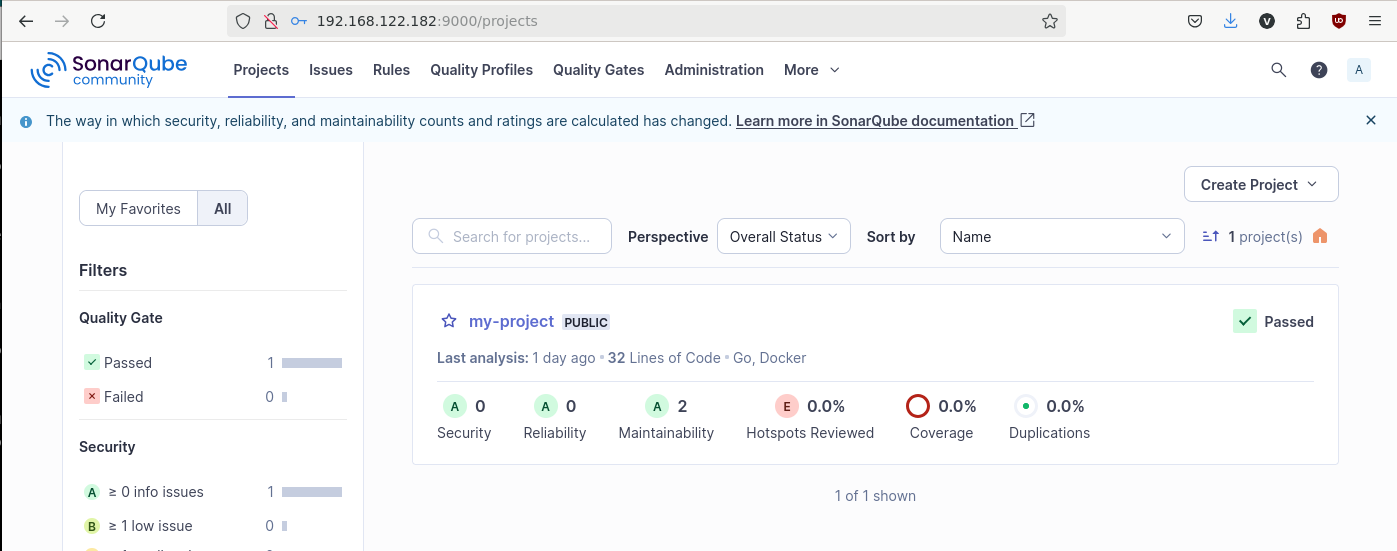 192.168.122.182:9000/projects
SonarQube community
Projects Issues Rules Quality Profiles Quality Gates Administration More A
The way in which security, reliability, and maintainability counts and ratings are calculated has changed. Learn more in SonarQube documentation
My Favorites All
Create Project
Search for projects... Perspective Overall Status Sort by Name 1 project(s)
Filters
Quality Gate
Passed 1
Failed 0
Security
A ≥ 0 info issues 1
B ≥ 1 low issue 0
my-project PUBLIC Passed
Last analysis: 1 day ago • 32 Lines of Code • Go, Docker
A 0 A 0 A 2 E 0.0% 0.0% 0.0%
Security Reliability Maintainability Hotspots Reviewed Coverage Duplications
1 of 1 shown